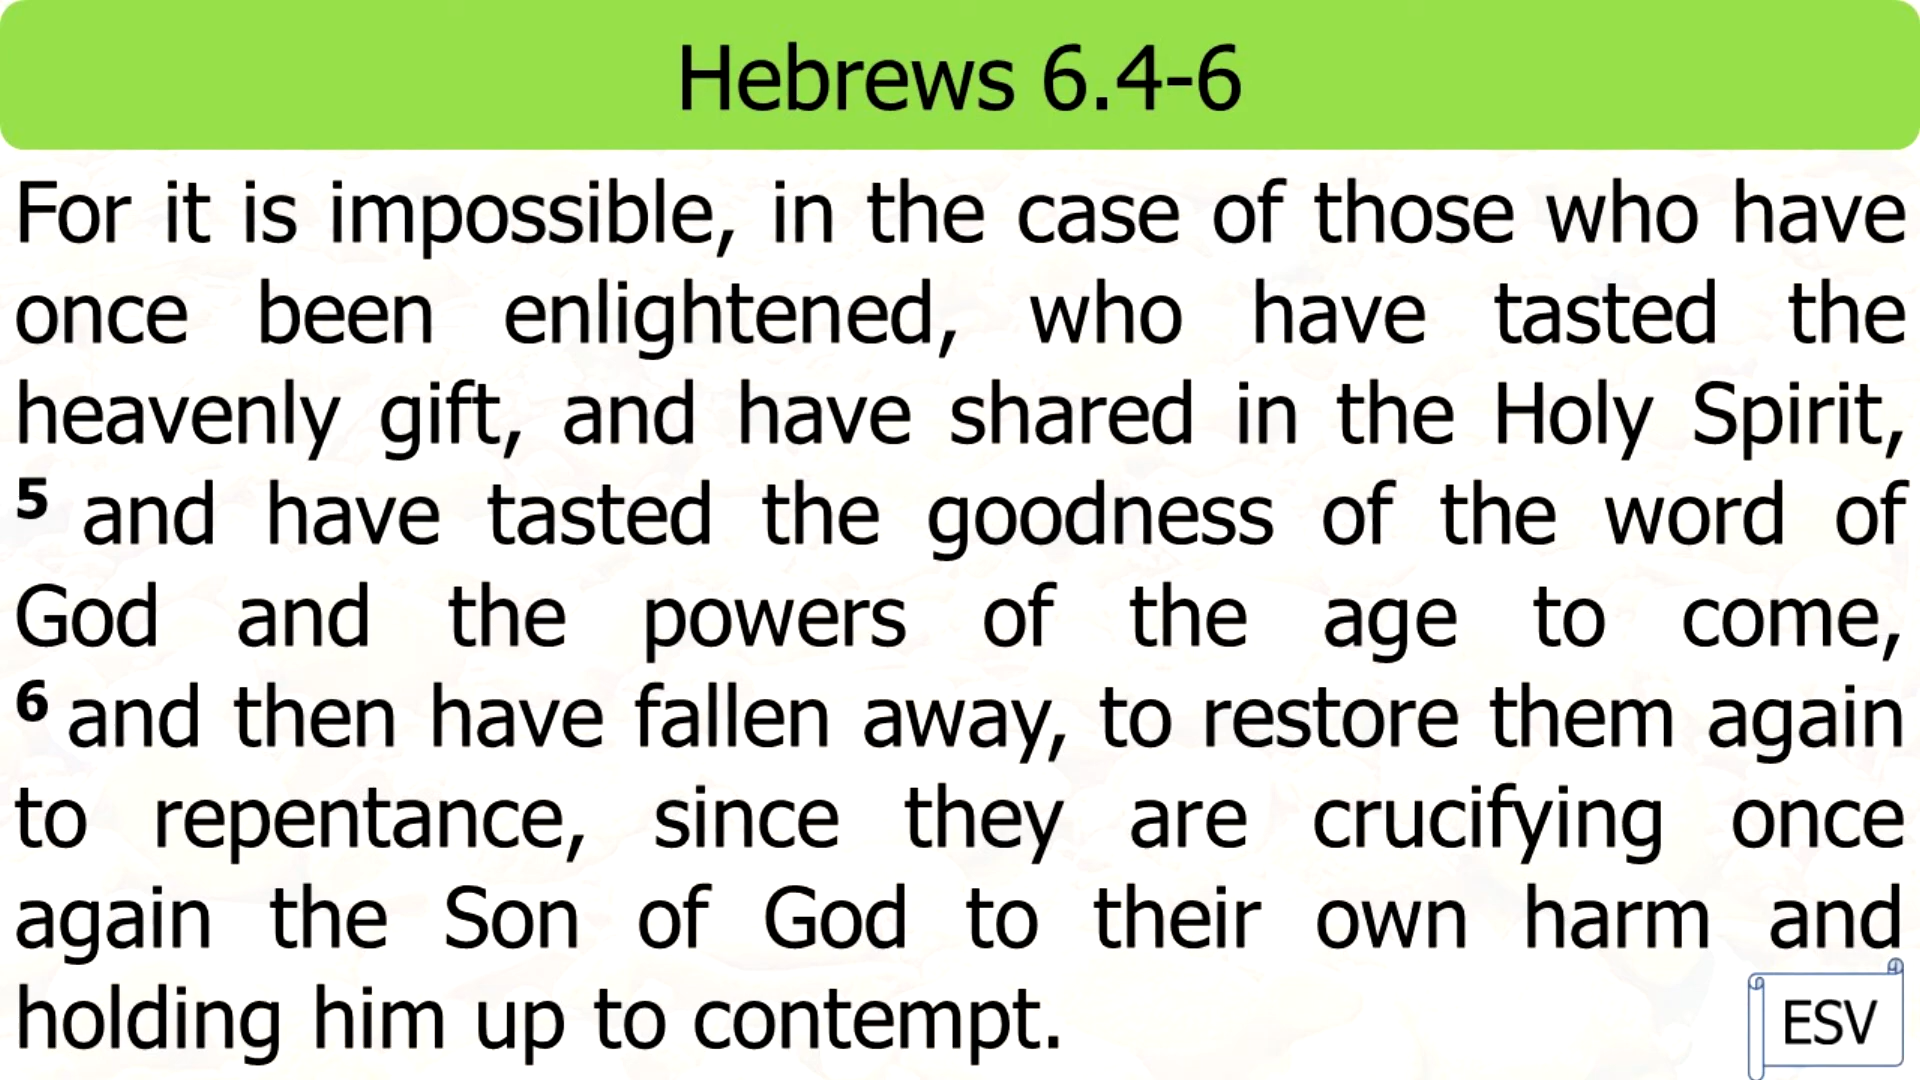 Hebrews 6.4-6
For it is impossible, in the case of those who have
once been enlightened, who have tasted the
heavenly gift, and have shared in the Holy Spirit,
5 and have tasted the goodness of the word of
God and the powers of the age to come,
6 and then have fallen away, to restore them again
to repentance, since they are crucifying once
again the Son of God to their own harm and
holding him up to contempt.
ESV